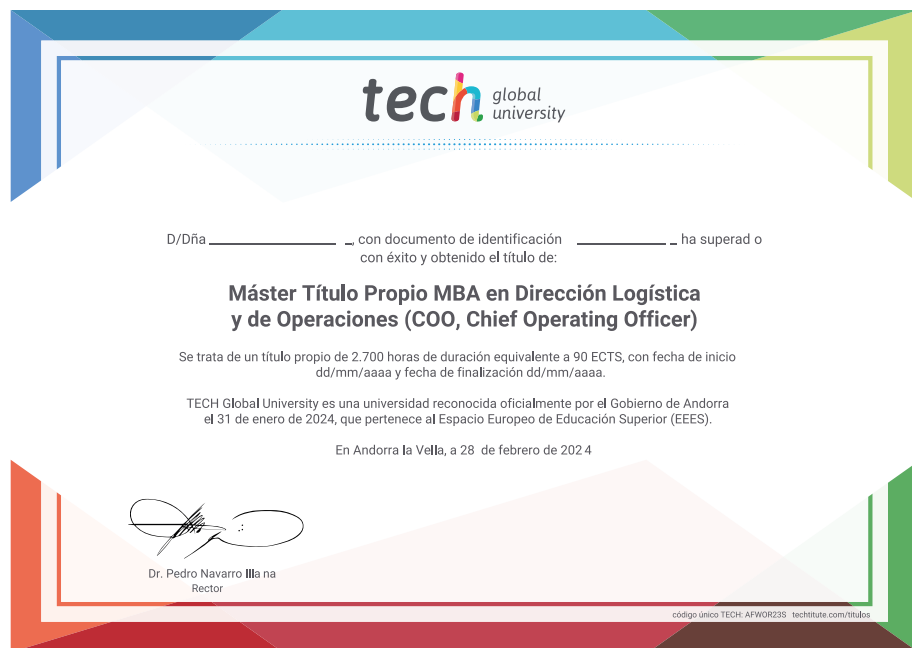 tech global university
D/Dña ____________ _, con documento de identificación _________ _ ha superad o
con éxito y obtenido el título de:
Máster Título Propio MBA en Dirección Logística
y de Operaciones (COO, Chief Operating Officer)
Se trata de un título propio de 2.700 horas de duración equivalente a 90 ECTS, con fecha de inicio
dd/mm/aaaa y fecha de finalización dd/mm/aaaa.
TECH Global University es una universidad reconocida oficialmente por el Gobierno de Andorra
el 31 de enero de 2024, que pertenece al Espacio Europeo de Educación Superior (EEES).
En Andorra la Vella, a 28 de febrero de 2024
Dr. Pedro Navarro Illana
Rector
código único TECH: AFWOR23S techtitute.com/titulos